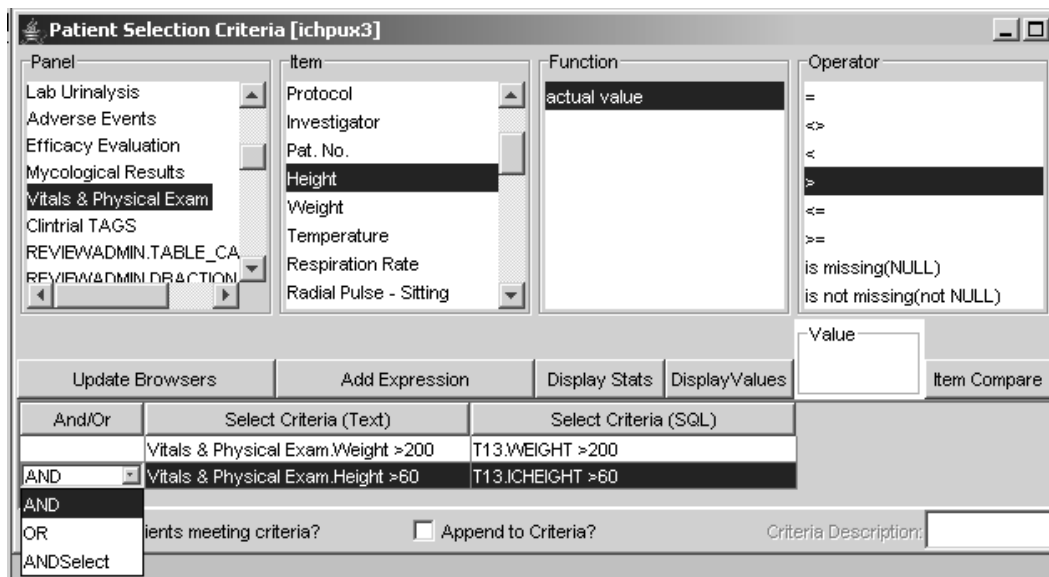 Patient Selection Criteria [ichpux3]
Panel
Lab Urinalysis
Adverse Events
Efficacy Evaluation
Mycological Results
Vitals & Physical Exam
Clintrial TAGS
REVIEWADMIN.TABLE_CA
REVIEWADMIN.DBACTION
Item
Protocol
Investigator
Pat. No.
Height
Weight
Temperature
Respiration Rate
Radial Pulse - Sitting
Function
actual value
Operator
=
<>
<
>
<=
>=
is missing(NULL)
is not missing(not NULL)
Value
Update Browsers Add Expression Display Stats DisplayValues Item Compare
And/Or Select Criteria (Text) Select Criteria (SQL)
Vitals & Physical Exam.Weight >200 T13.WEIGHT >200
AND Vitals & Physical Exam.Height >60 T13.ICHEIGHT >60
AND
OR
ANDSelect
ients meeting criteria? Append to Criteria? Criteria Description: